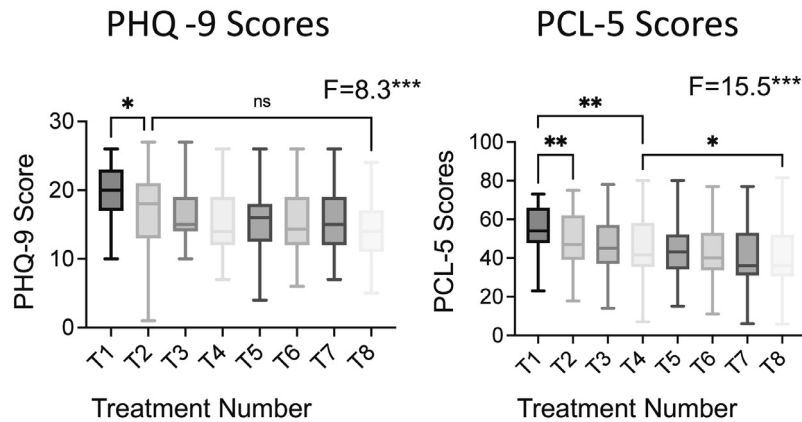 PHQ -9 Scores
F=8.3***
*
ns
PHQ-9 Score
30
20
10
0
T1 T2 T3 T4 T5 T6 T7 T8
Treatment Number
PCL-5 Scores
F=15.5***
**
**
*
PCL-5 Scores
100
80
60
40
20
0
T1 T2 T3 T4 T5 T6 T7 T8
Treatment Number